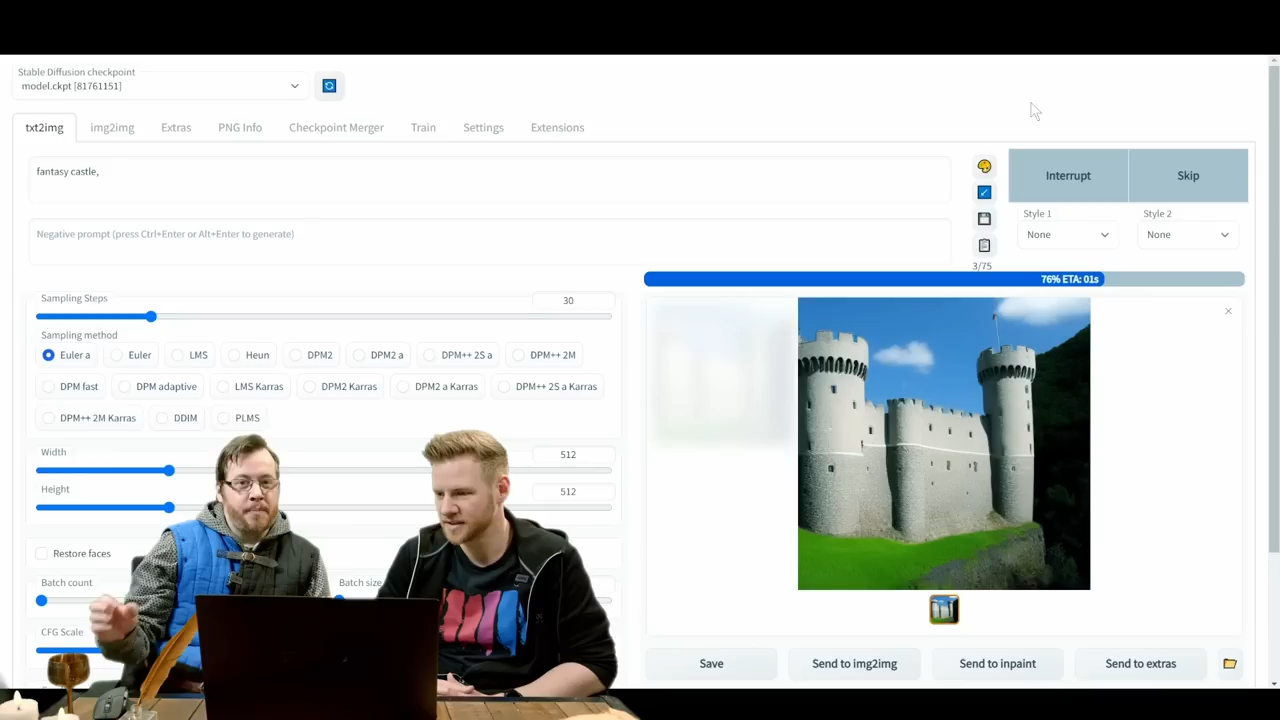 Stable Diffusion checkpoint
model.ckpt [81761151]
txt2img
img2img
Extras
PNG Info
Checkpoint Merger
Train
Settings
Extensions
fantasy castle,
Negative prompt (press Ctrl+Enter or Alt+Enter to generate)
Interrupt
Skip
Style 1
Style 2
None
None
3/75
76% ETA: 01s
Sampling Steps
30
Sampling method
Euler a
Euler
LMS
Heun
DPM2
DPM2 a
DPM++ 2S a
DPM++ 2M
DPM fast
DPM adaptive
LMS Karras
DPM2 Karras
DPM2 a Karras
DPM++ 2S a Karras
DPM++ 2M Karras
DDIM
PLMS
Width
512
Height
512
Restore faces
Batch count
Batch size
CFG Scale
Save
Send to img2img
Send to inpaint
Send to extras